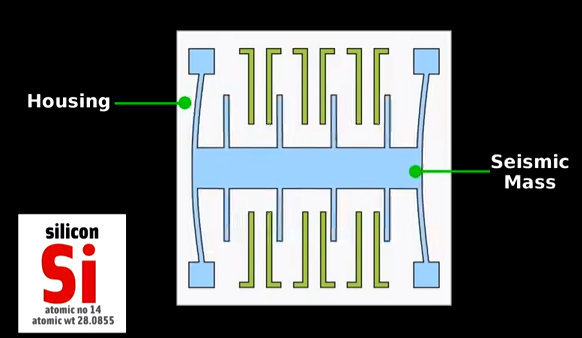 Housing
Seismic
Mass
silicon
Si
atomic no 14
atomic wt 28.0855